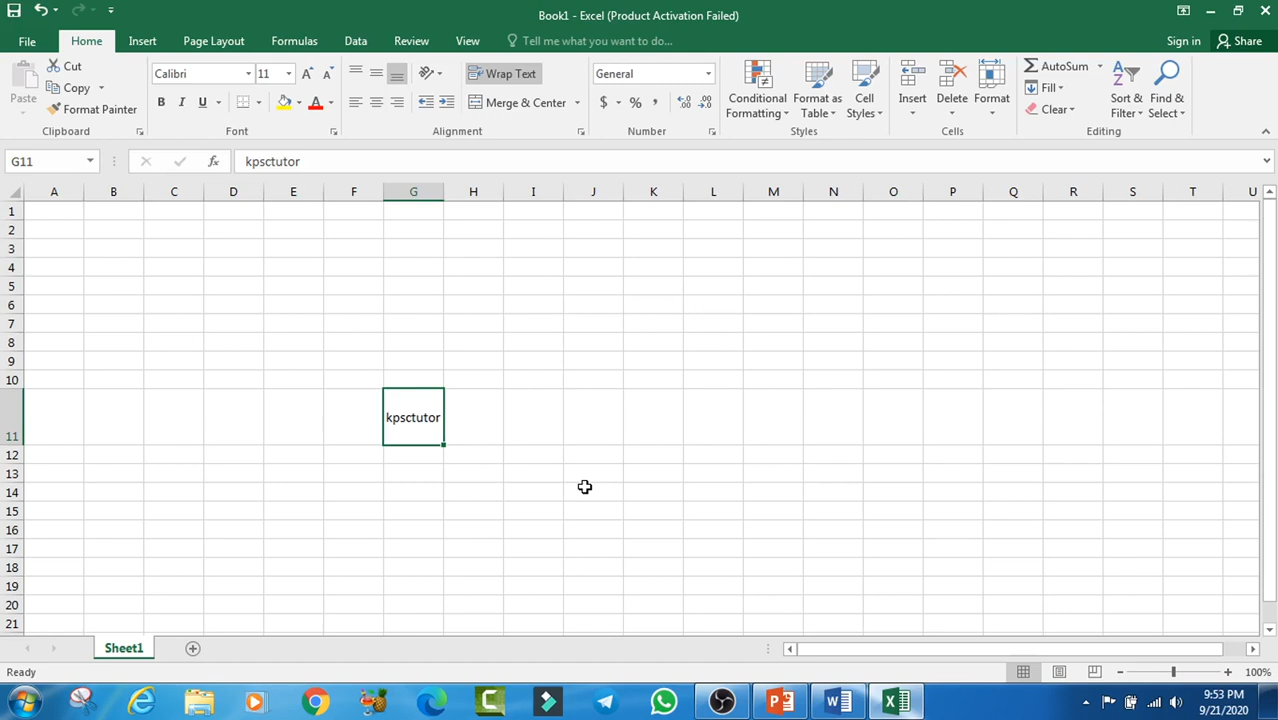 Book1 - Excel (Product Activation Failed)
File Home Insert Page Layout Formulas Data Review View Tell me what you want to do... Sign in Share
Paste Cut Copy Format Painter Clipboard
Calibri 11 B I U A Font
Wrap Text Merge & Center Alignment
General $ % , Number
Conditional Formatting Format as Table Cell Styles Styles
Insert Delete Format Cells
AutoSum Fill Clear Sort & Filter Find & Select Editing
G11 fx kpsctutor
A B C D E F G H I J K L M N O P Q R S T U
1
2
3
4
5
6
7
8
9
10
11 kpsctutor
12
13
14
15
16
17
18
19
20
21
Sheet1
Ready 100%
9:53 PM
9/21/2020